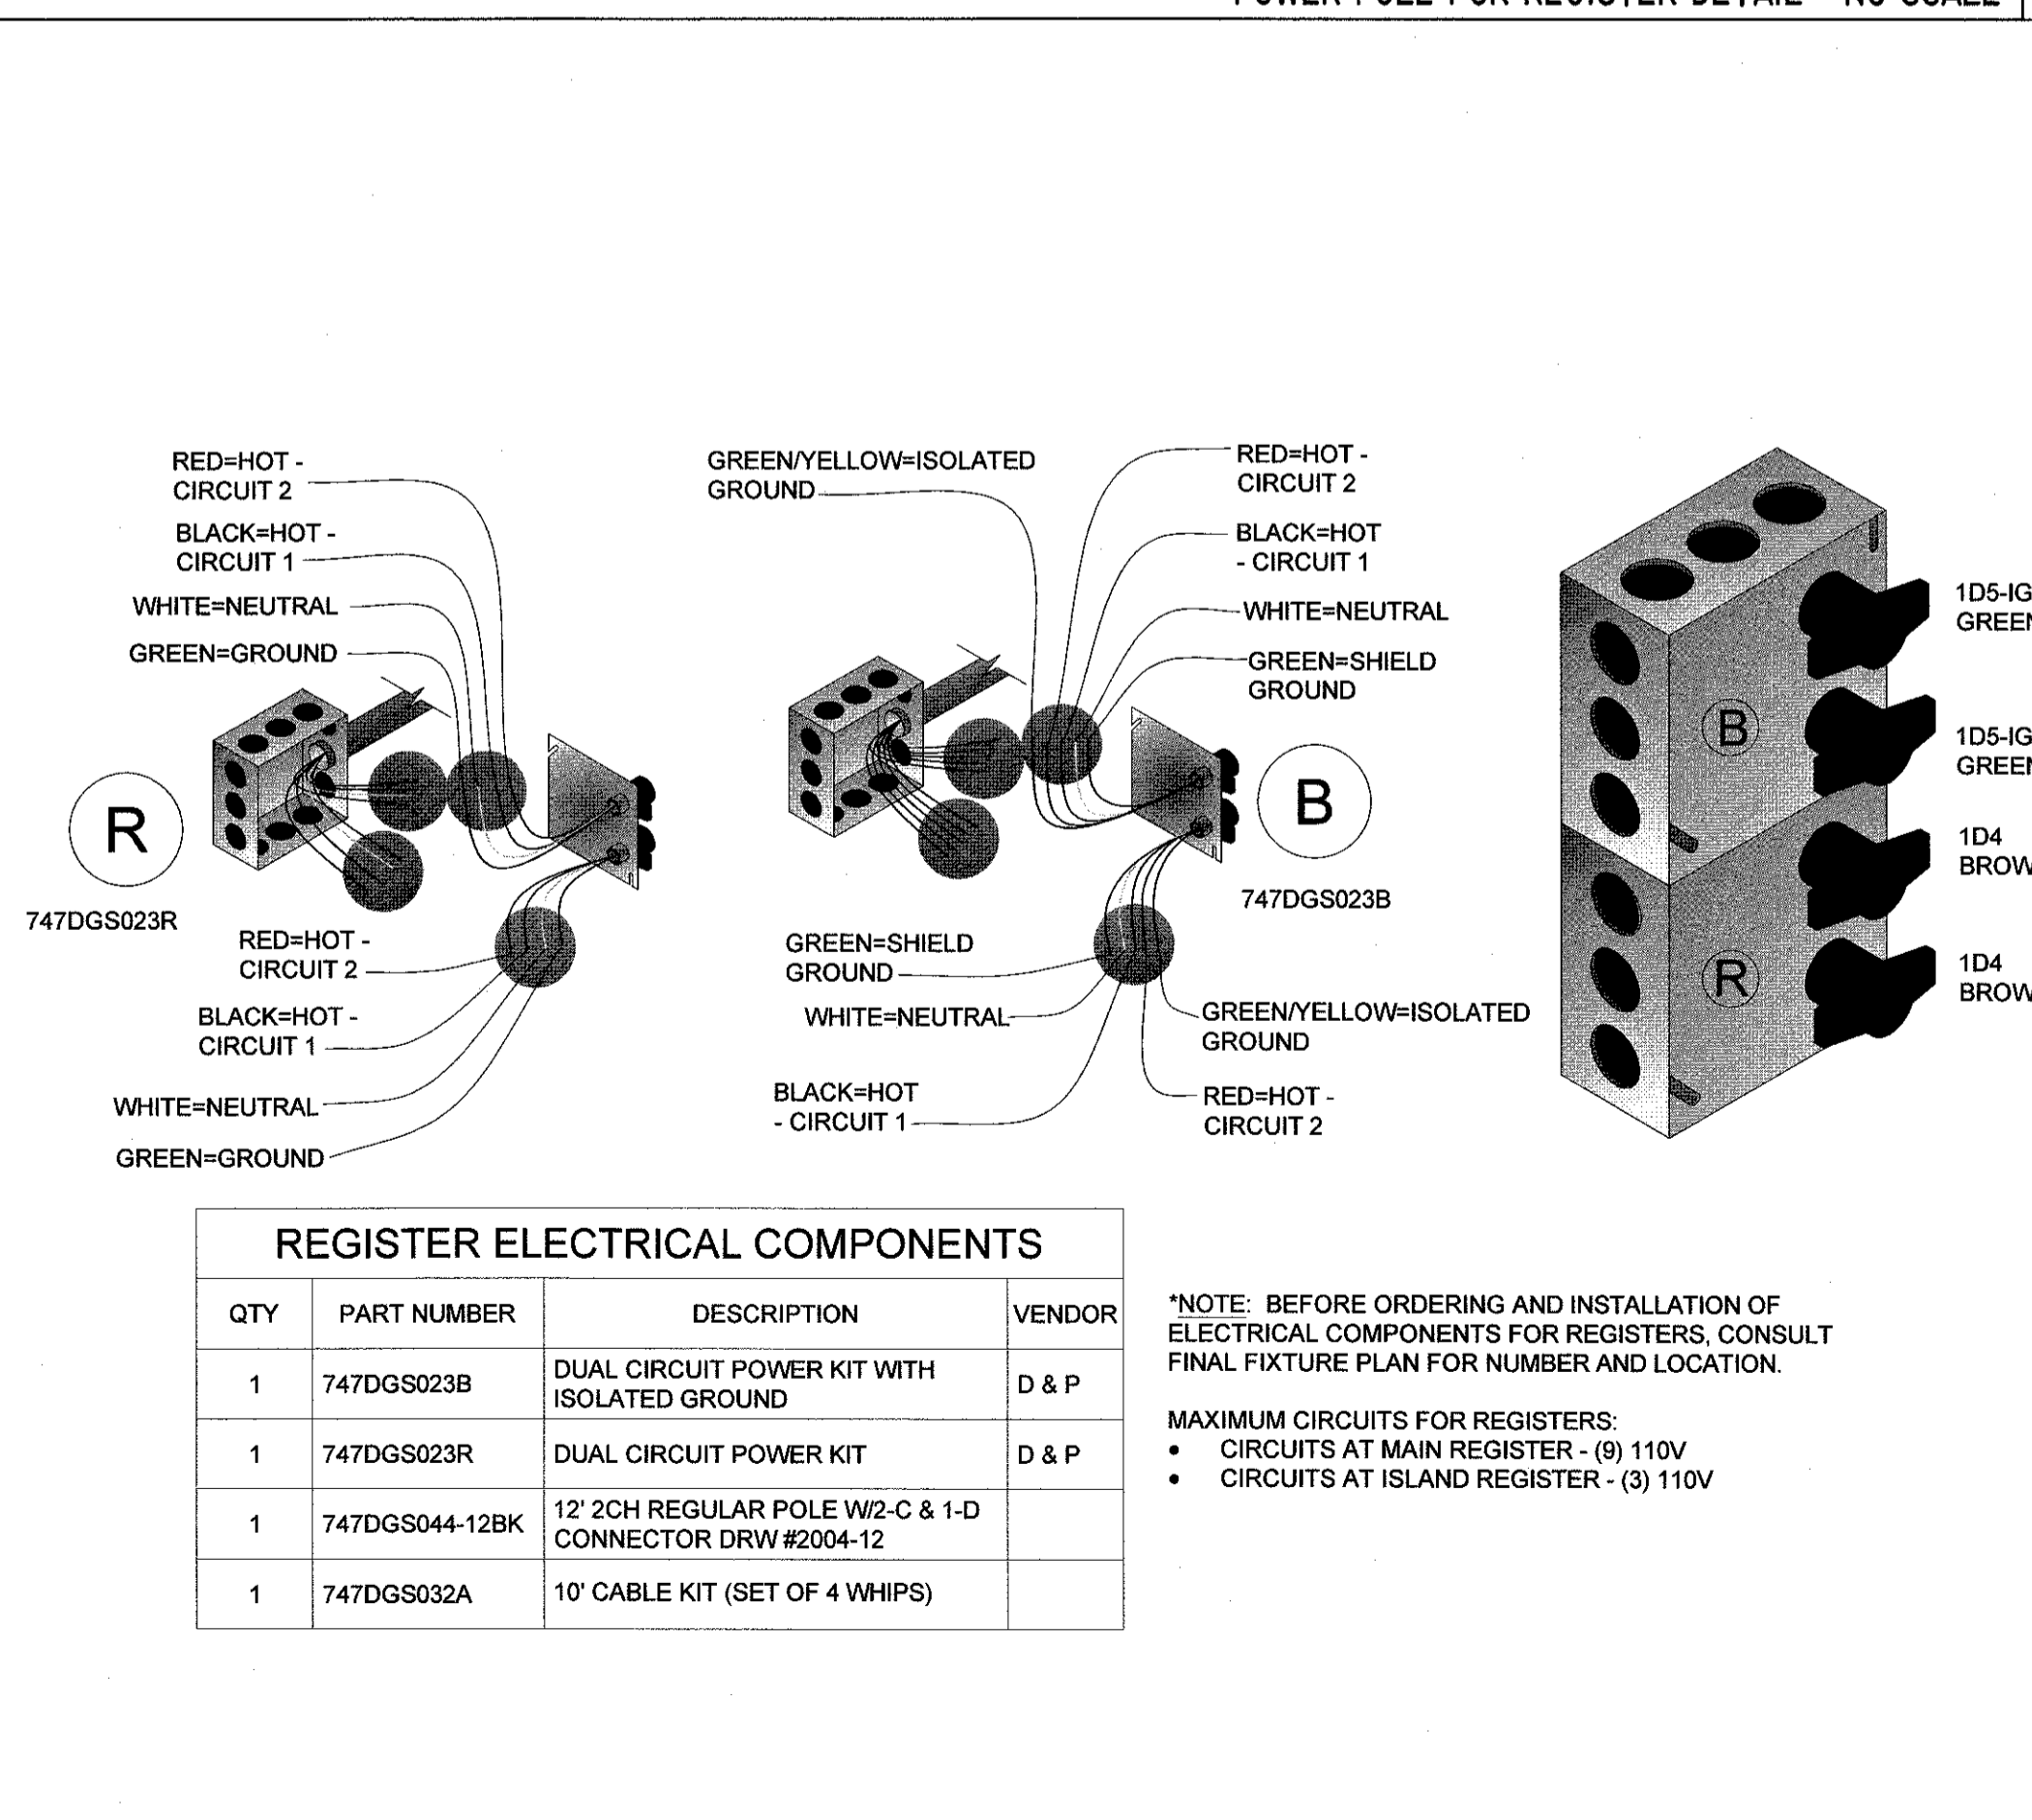 RED=HOT -
CIRCUIT 2
BLACK=HOT -
CIRCUIT 1
WHITE=NEUTRAL
GREEN=GROUND
R
747DGS023R
RED=HOT -
CIRCUIT 2
BLACK=HOT -
CIRCUIT 1
WHITE=NEUTRAL
GREEN=GROUND
GREEN/YELLOW=ISOLATED
GROUND
RED=HOT -
CIRCUIT 2
BLACK=HOT
- CIRCUIT 1
WHITE=NEUTRAL
GREEN=SHIELD
GROUND
B
747DGS023B
GREEN=SHIELD
GROUND
WHITE=NEUTRAL
BLACK=HOT
- CIRCUIT 1
GREEN/YELLOW=ISOLATED
GROUND
RED=HOT -
CIRCUIT 2
B
R
1D5-IG
1D5-IG
1D4
1D4
REGISTER ELECTRICAL COMPONENTS
QTY PART NUMBER DESCRIPTION VENDOR
1 747DGS023B DUAL CIRCUIT POWER KIT WITH
ISOLATED GROUND D & P
1 747DGS023R DUAL CIRCUIT POWER KIT D & P
1 747DGS044-12BK 12' 2CH REGULAR POLE W/2-C & 1-D
CONNECTOR DRW #2004-12
1 747DGS032A 10' CABLE KIT (SET OF 4 WHIPS)
*NOTE: BEFORE ORDERING AND INSTALLATION OF
ELECTRICAL COMPONENTS FOR REGISTERS, CONSULT
FINAL FIXTURE PLAN FOR NUMBER AND LOCATION.
MAXIMUM CIRCUITS FOR REGISTERS:
• CIRCUITS AT MAIN REGISTER - (9) 110V
• CIRCUITS AT ISLAND REGISTER - (3) 110V